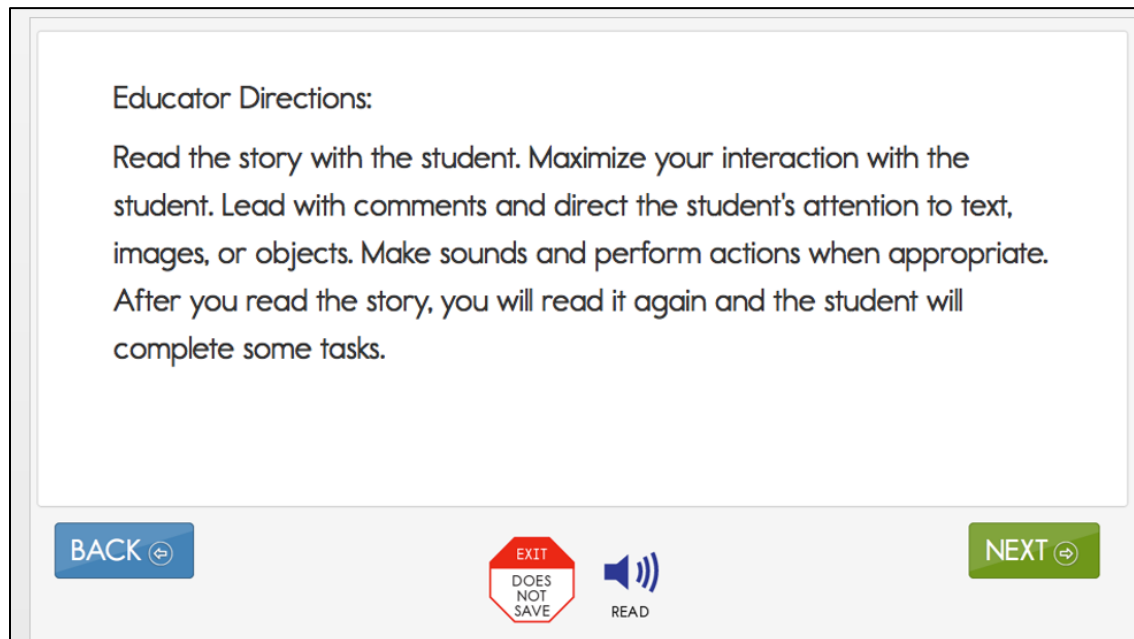 Educator Directions:
Read the story with the student. Maximize your interaction with the
student. Lead with comments and direct the student's attention to text,
images, or objects. Make sounds and perform actions when appropriate.
After you read the story, you will read it again and the student will
complete some tasks.
BACK
EXIT
DOES
NOT
SAVE
READ
NEXT